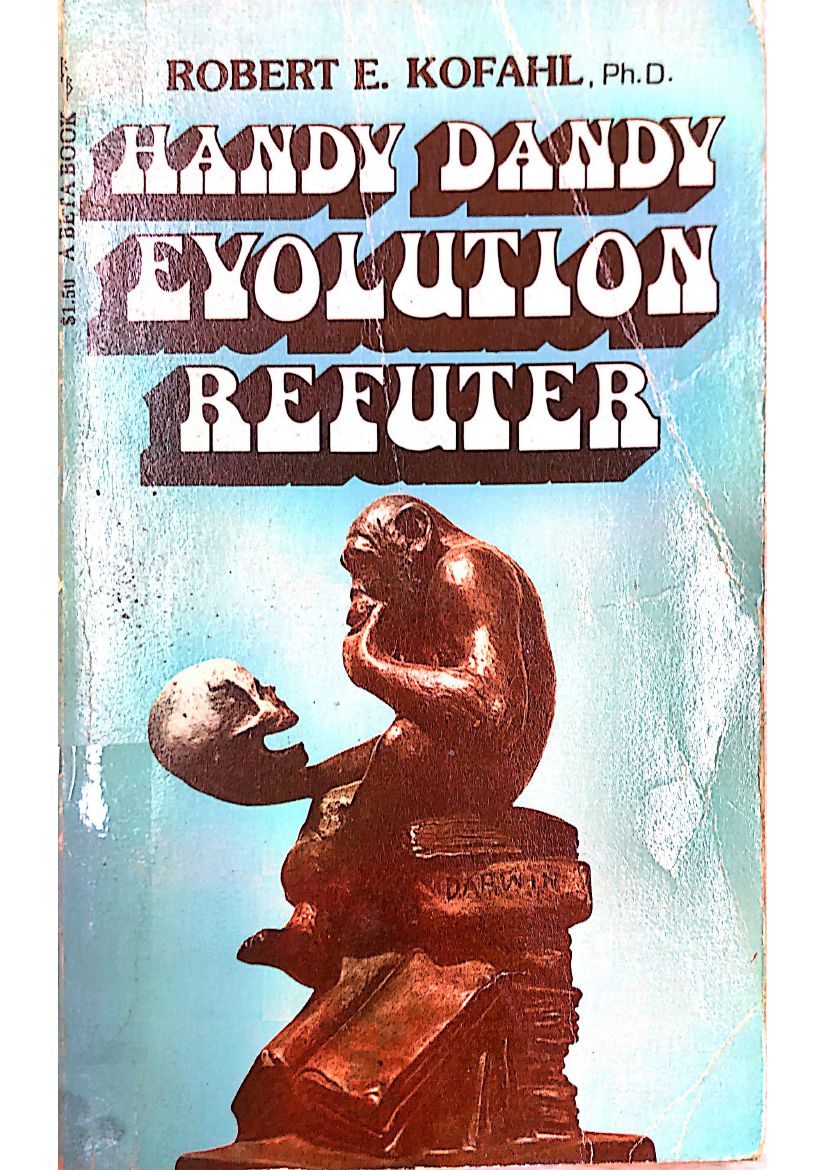 ROBERT E. KOFAHL, Ph.D.
HANDY DANDY
EVOLUTION
REFUTER
$1.50 A BETA BOOK
DARWIN